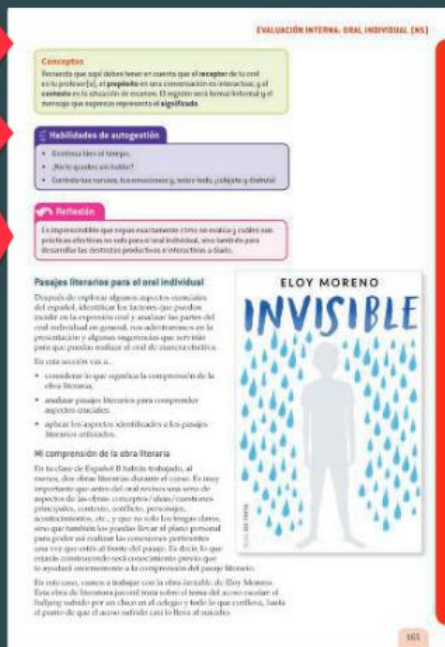 EVALUACIÓN INTERNA: ORAL INDIVIDUAL (NS)
Conceptos
Recuerda que aquí debes tener en cuenta que el receptor de tu oral
es tu profesor(a), el propósito en una conversación es interactuar, y el
contexto es la situación de examen. El registro será formal/informal y el
mensaje que expresas representa el significado.
Habilidades de autogestión
• Gestiona bien el tiempo.
• ¡No te quedes sin hablar!
• Controla tus nervios, tus emociones y, sobre todo, ¡relájate y disfruta!
Reflexión
Es imprescindible que sepas exactamente cómo se evalúa y cuáles son
prácticas efectivas no solo para el oral individual, sino también para
desarrollar las destrezas productivas e interactivas a diario.
Pasajes literarios para el oral individual
Después de explorar algunos aspectos esenciales
del español, identificar los factores que pueden
incidir en la expresión oral y analizar las partes del
oral individual en general, nos adentraremos en la
presentación y algunas sugerencias que servirán
para que puedas realizar el oral de manera efectiva.
En esta sección vas a...
• considerar lo que significa la comprensión de la
obra literaria;
• analizar pasajes literarios para comprender
aspectos cruciales;
• aplicar los aspectos identificados a los pasajes
literarios utilizados.
Mi comprensión de la obra literaria
En tu clase de Español B habrás trabajado, al
menos, dos obras literarias durante el curso. Es muy
importante que antes del oral revises una serie de
aspectos de las obras: conceptos/ideas/cuestiones
principales, contexto, conflicto, personajes,
acontecimientos, etc., y que no solo los tengas claros,
sino que también los puedas llevar al plano personal
para poder así realizar las conexiones pertinentes
una vez que estés al frente del pasaje. Es decir, lo que
estarás construyendo será conocimiento previo que
te ayudará enormemente a la comprensión del pasaje literario.
En este caso, vamos a trabajar con la obra Invisible de Eloy Moreno.
Esta obra de literatura juvenil trata sobre el tema del acoso escolar: el
bullying sufrido por un chico en el colegio y todo lo que conlleva, hasta
el punto de que el acoso sufrido casi lo lleva al suicidio.
ELOY MORENO
INVISIBLE
165